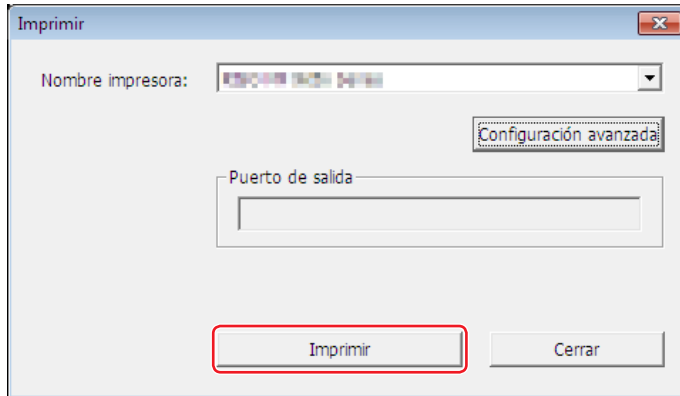 Imprimir
Nombre impresora:
Configuración avanzada
Puerto de salida
Imprimir
Cerrar